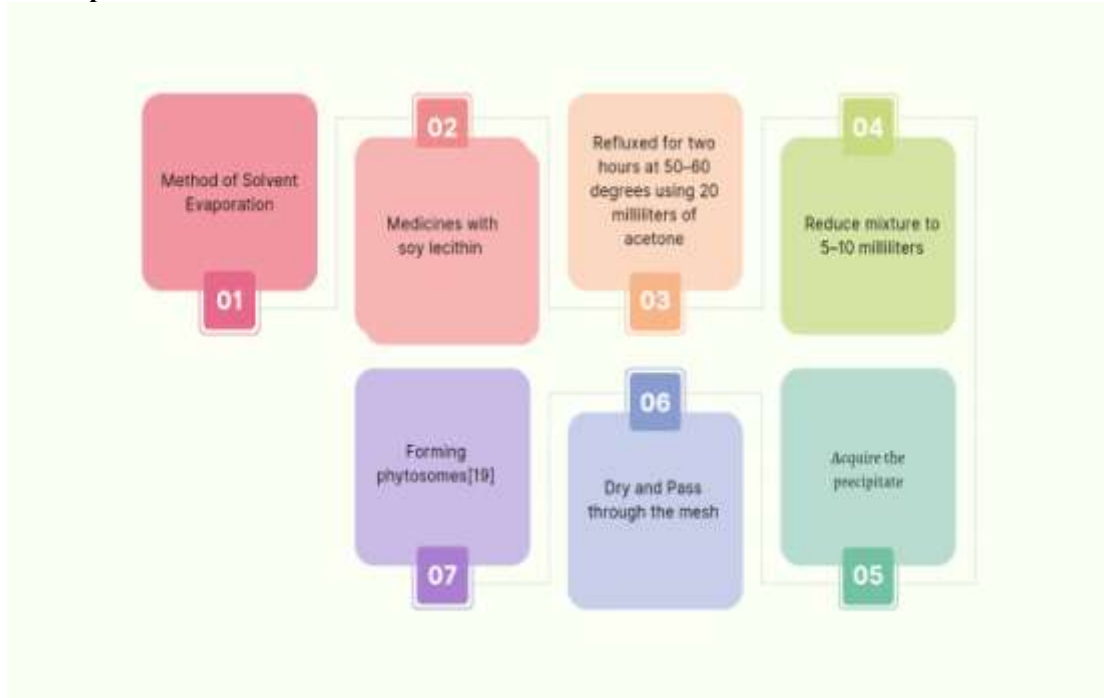 Method of Solvent
Evaporation
01
02
Medicines with
soy lecithin
Refluxed for two
hours at 50–60
degrees using 20
milliliters of
acetone
03
04
Reduce mixture to
5–10 milliliters
Acquire the
precipitate
05
06
Dry and Pass
through the mesh
Forming
phytosomes[19]
07